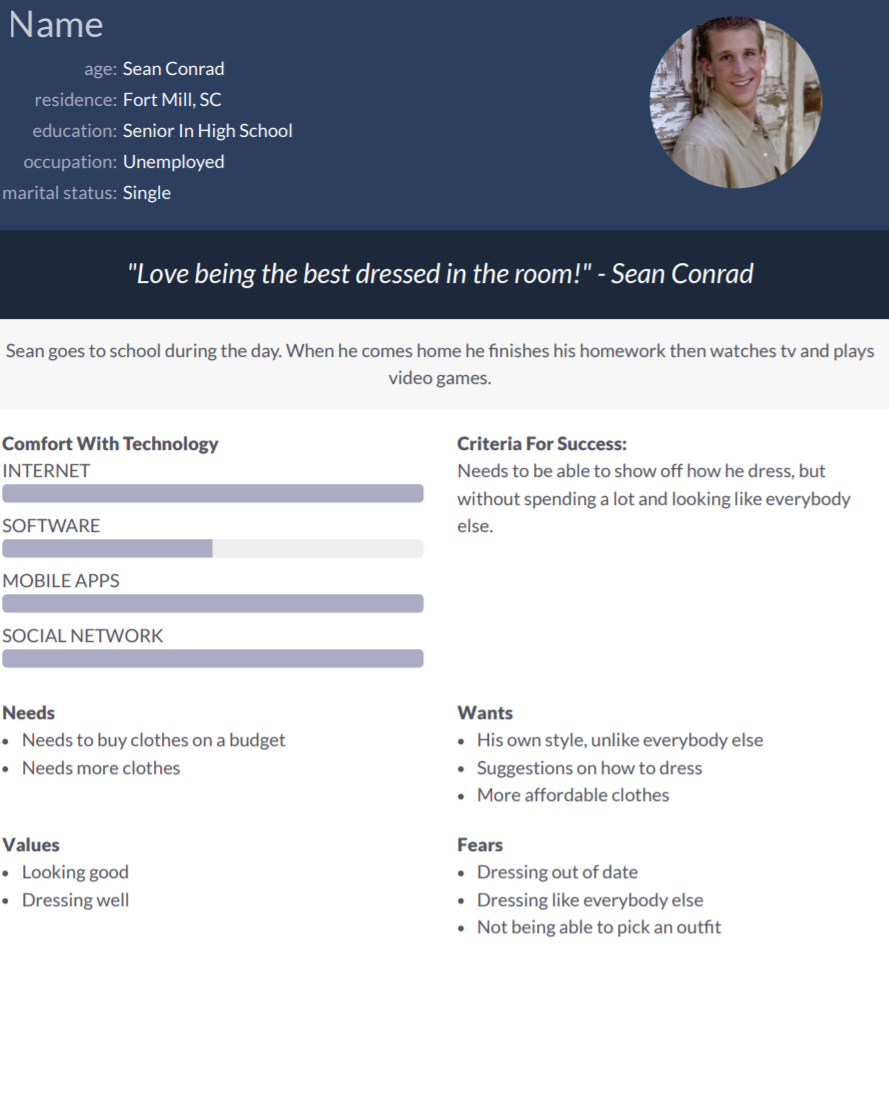 Name
age: Sean Conrad
residence: Fort Mill, SC
education: Senior In High School
occupation: Unemployed
marital status: Single
"Love being the best dressed in the room!" - Sean Conrad
Sean goes to school during the day. When he comes home he finishes his homework then watches tv and plays
video games.
Comfort With Technology
INTERNET
SOFTWARE
MOBILE APPS
SOCIAL NETWORK
Criteria For Success:
Needs to be able to show off how he dress, but
without spending a lot and looking like everybody
else.
Needs
• Needs to buy clothes on a budget
• Needs more clothes
Wants
• His own style, unlike everybody else
• Suggestions on how to dress
• More affordable clothes
Values
• Looking good
• Dressing well
Fears
• Dressing out of date
• Dressing like everybody else
• Not being able to pick an outfit